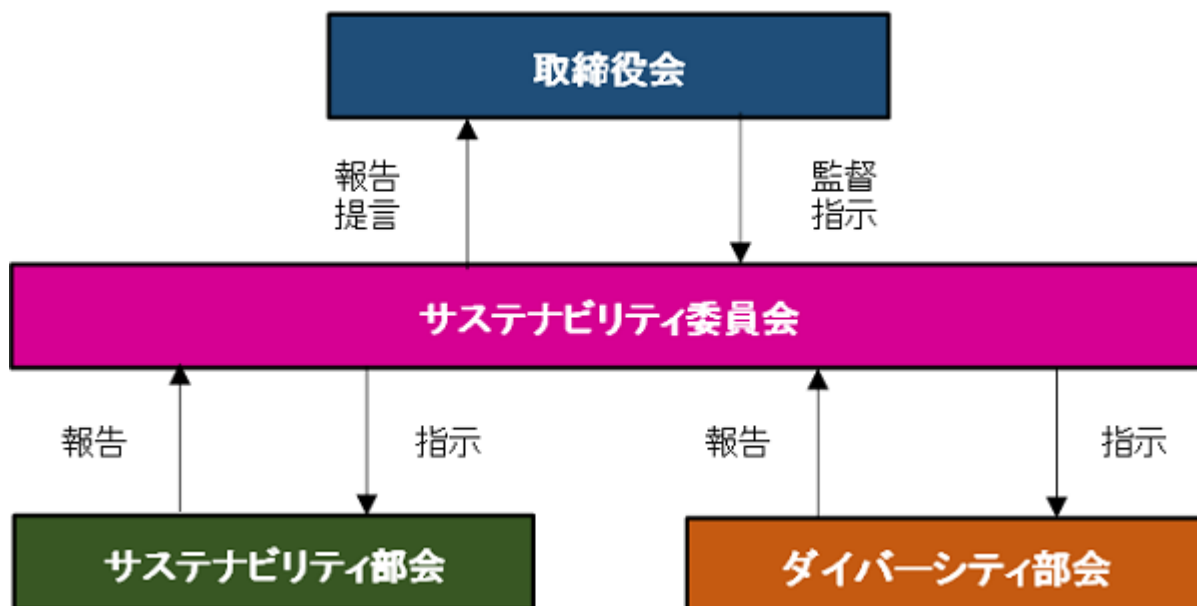 取締役会
報告
提言
監督
指示
サステナビリティ委員会
報告
指示
報告
指示
サステナビリティ部会
ダイバーシティ部会